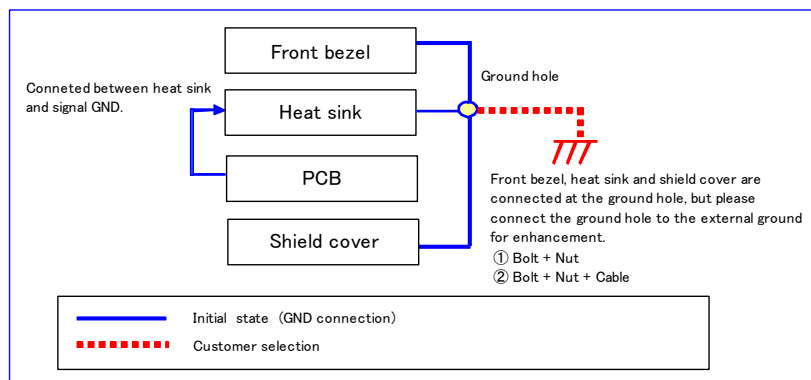 Front bezel
Ground hole
Conneted between heat sink
and signal GND.
Heat sink
PCB
Front bezel, heat sink and shield cover are
connected at the ground hole, but please
connect the ground hole to the external ground
for enhancement.
① Bolt + Nut
② Bolt + Nut + Cable
Shield cover
Initial state (GND connection)
Customer selection